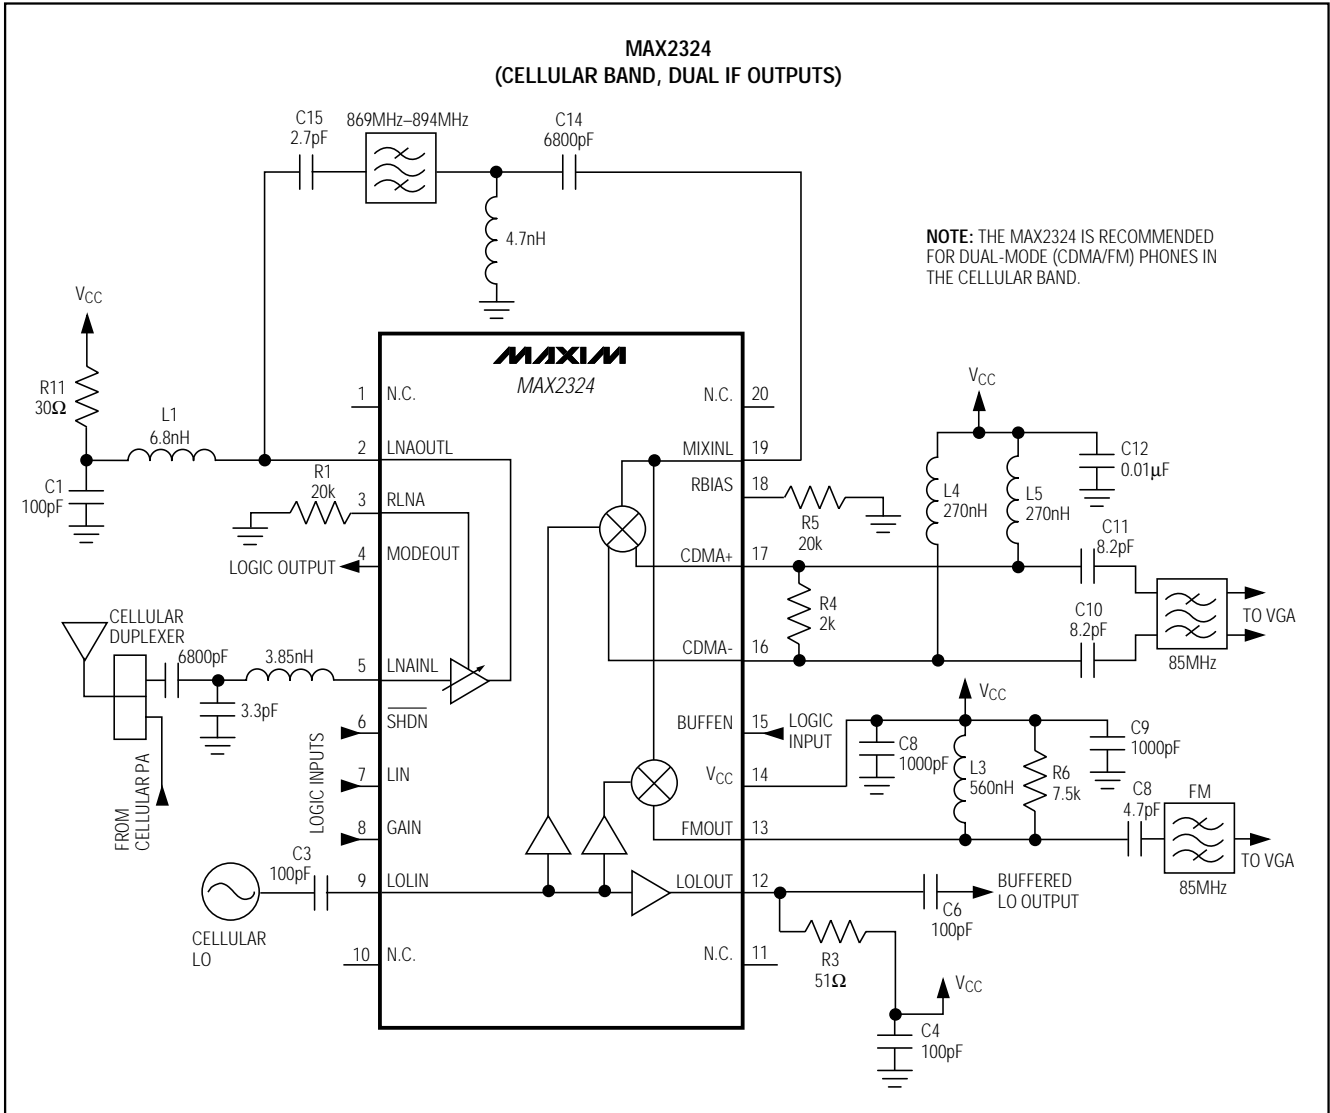 MAX2324
(CELLULAR BAND, DUAL IF OUTPUTS)
C15
2.7pF
869MHz–894MHz
C14
6800pF
4.7nH
NOTE: THE MAX2324 IS RECOMMENDED
FOR DUAL-MODE (CDMA/FM) PHONES IN
THE CELLULAR BAND.
VCC
R11
30Ω
L1
6.8nH
C1
100pF
MAXIM
MAX2324
1 N.C.
2 LNAOUTL
R1
20k
3 RLNA
4 MODEOUT
LOGIC OUTPUT
CELLULAR
DUPLEXER
6800pF
3.85nH
3.3pF
5 LNAINL
6 SHDN
7 LIN
8 GAIN
LOGIC INPUTS
FROM
CELLULAR PA
C3
100pF
9 LOLIN
CELLULAR
LO
10 N.C.
N.C. 20
MIXINL 19
RBIAS 18
R5
20k
CDMA+ 17
R4
2k
CDMA- 16
BUFFEN 15
LOGIC
INPUT
VCC 14
FMOUT 13
LOLOUT 12
N.C. 11
VCC
L4
270nH
L5
270nH
C12
0.01µF
C11
8.2pF
C10
8.2pF
85MHz
TO VGA
VCC
C8
1000pF
L3
560nH
R6
7.5k
C9
1000pF
C8
4.7pF
FM
85MHz
TO VGA
BUFFERED
LO OUTPUT
C6
100pF
R3
51Ω
VCC
C4
100pF